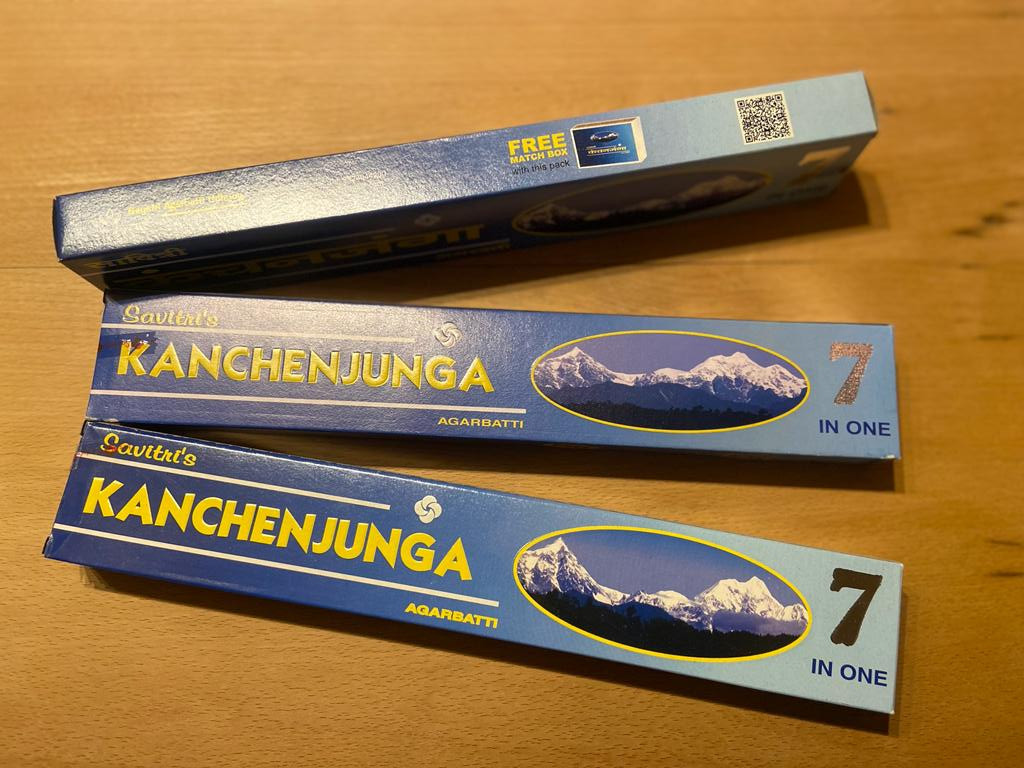 FREE
MATCH BOX
with this pack
सावित्री
कंचनजंगा
7
Savitri's
KANCHENJUNGA
AGARBATTI
7
IN ONE
Savitri's
KANCHENJUNGA
AGARBATTI
7
IN ONE